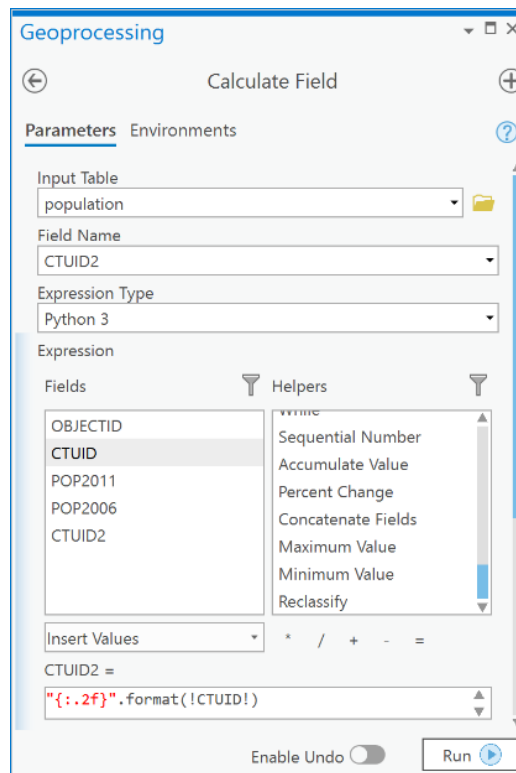 Geoprocessing
Calculate Field
Parameters Environments
Input Table
population
Field Name
CTUID2
Expression Type
Python 3
Expression
Fields Helpers
OBJECTID
CTUID
POP2011
POP2006
CTUID2
While
Sequential Number
Accumulate Value
Percent Change
Concatenate Fields
Maximum Value
Minimum Value
Reclassify
Insert Values * / + - =
CTUID2 =
"{:.2f}".format(!CTUID!)
Enable Undo Run